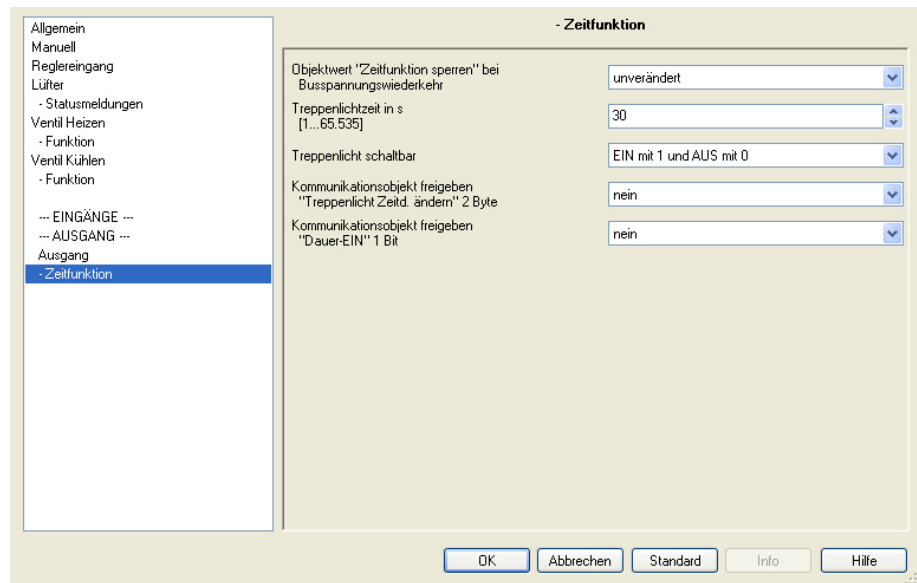 Allgemein
Manuell
Reglereingang
Lüfter
- Statusmeldungen
Ventil Heizen
- Funktion
Ventil Kühlen
- Funktion
--- EINGÄNGE ---
--- AUSGANG ---
Ausgang
- Zeitfunktion
- Zeitfunktion
Objektwert "Zeitfunktion sperren" bei
Busspannungswiederkehr
unverändert
Treppenlichtzeit in s
[1...65.535]
30
Treppenlicht schaltbar
EIN mit 1 und AUS mit 0
Kommunikationsobjekt freigeben
"Treppenlicht Zeitd. ändern" 2 Byte
nein
Kommunikationsobjekt freigeben
"Dauer-EIN" 1 Bit
nein
OK
Abbrechen
Standard
Info
Hilfe